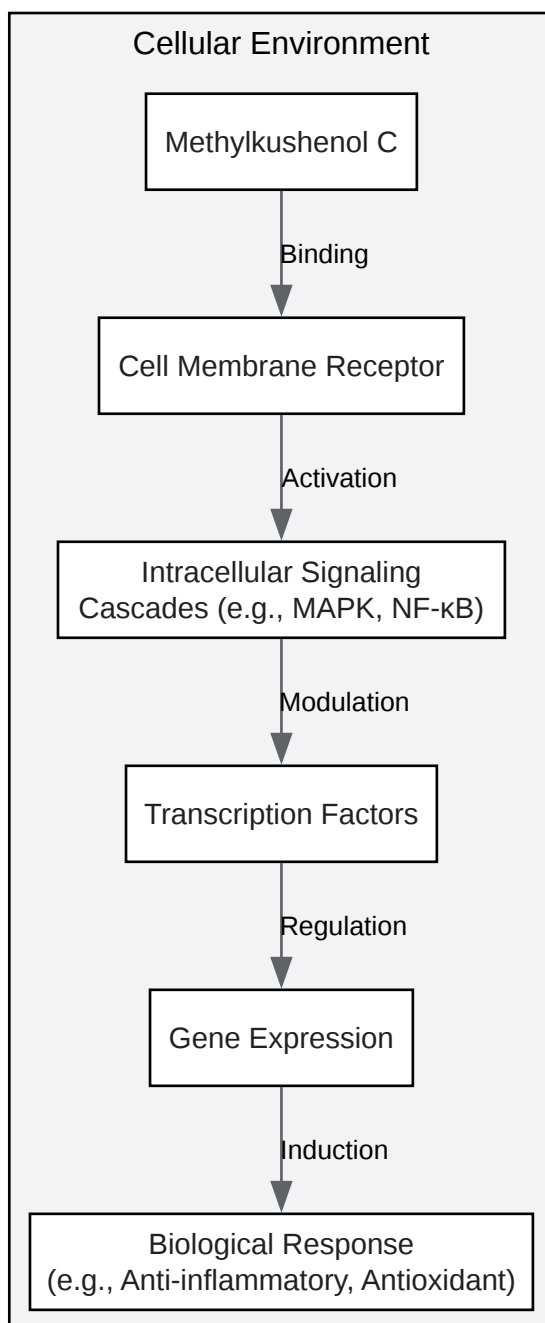 Cellular Environment
Methylkushenol C
Binding
Cell Membrane Receptor
Activation
Intracellular Signaling
Cascades (e.g., MAPK, NF-κB)
Modulation
Transcription Factors
Regulation
Gene Expression
Induction
Biological Response
(e.g., Anti-inflammatory, Antioxidant)